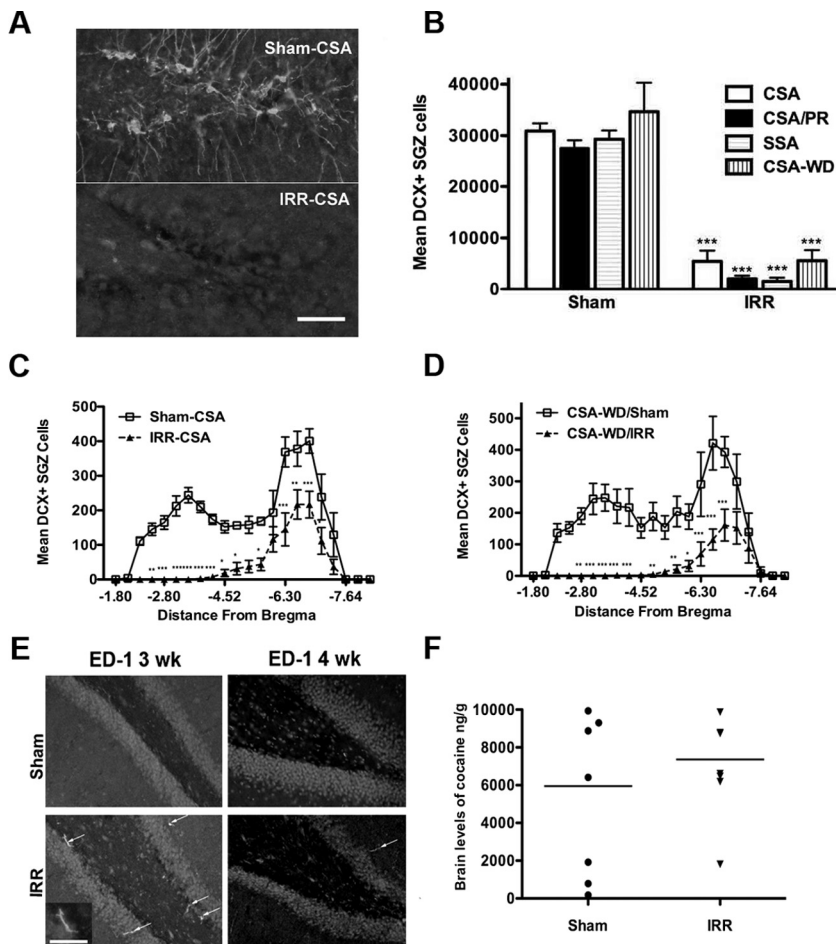 A
Sham-CSA
IRR-CSA
B
Mean DCX+ SGZ cells
40000
30000
20000
10000
0
CSA
CSA/PR
SSA
CSA-WD
***
***
***
***
Sham
IRR
C
Mean DCX+ SGZ Cells
500
400
300
200
100
0
Sham-CSA
IRR-CSA
-1.80
-2.80
-4.52
-6.30
-7.64
Distance From Bregma
D
Mean DCX+ SGZ Cells
500
400
300
200
100
0
CSA-WD/Sham
CSA-WD/IRR
-1.80
-2.80
-4.52
-6.30
-7.64
Distance From Bregma
E
ED-1 3 wk
ED-1 4 wk
Sham
IRR
F
Brain levels of cocaine ng/g
10000
8000
6000
4000
2000
0
Sham
IRR